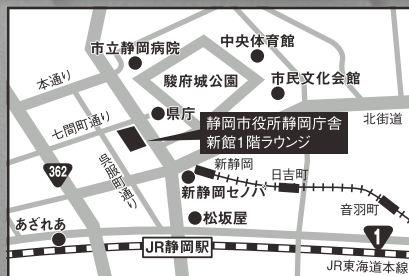 中央体育館
市立静岡病院
本通り
駿府城公園
市民文化会館
県庁
七間町通り
静岡市役所静岡庁舎
新館1階ラウンジ
北街道
呉服町通り
362
新静岡
日吉町
新静岡セノバ
音羽町
あざれあ
松坂屋
1
JR静岡駅
JR東海道本線